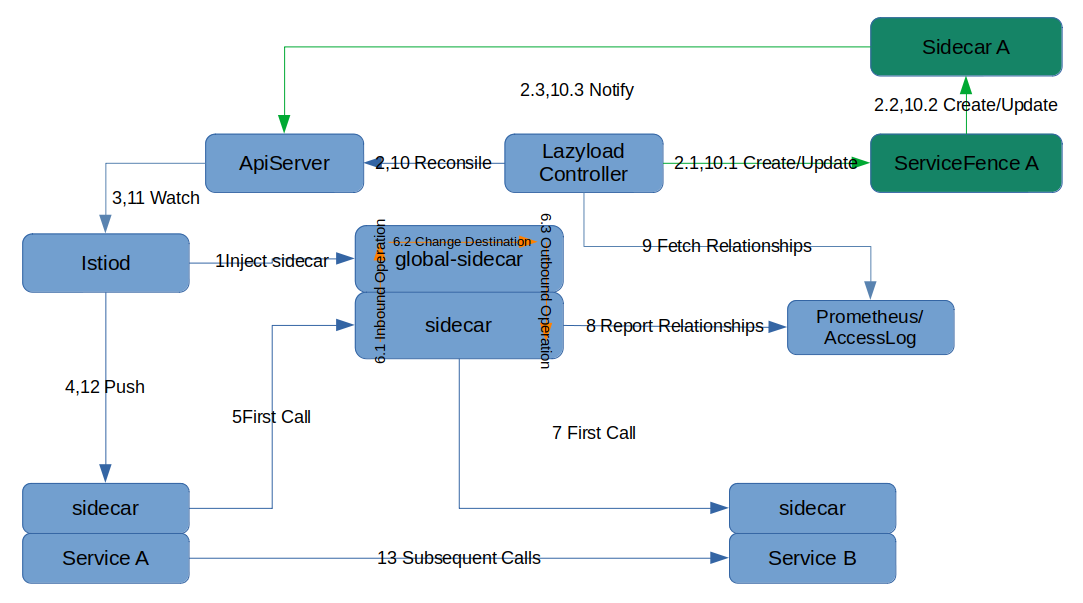 Sidecar A
2.3,10.3 Notify
2.2,10.2 Create/Update
ApiServer
2,10 Reconsile
Lazyload
Controller
2.1,10.1 Create/Update
ServiceFence A
3,11 Watch
Istiod
1Inject sidecar
6.1 Inbound Operation
6.2 Change Destination
6.3 Outbound Operation
global-sidecar
9 Fetch Relationships
sidecar
8 Report Relationships
Prometheus/
AccessLog
4,12 Push
5First Call
7 First Call
sidecar
sidecar
Service A
13 Subsequent Calls
Service B